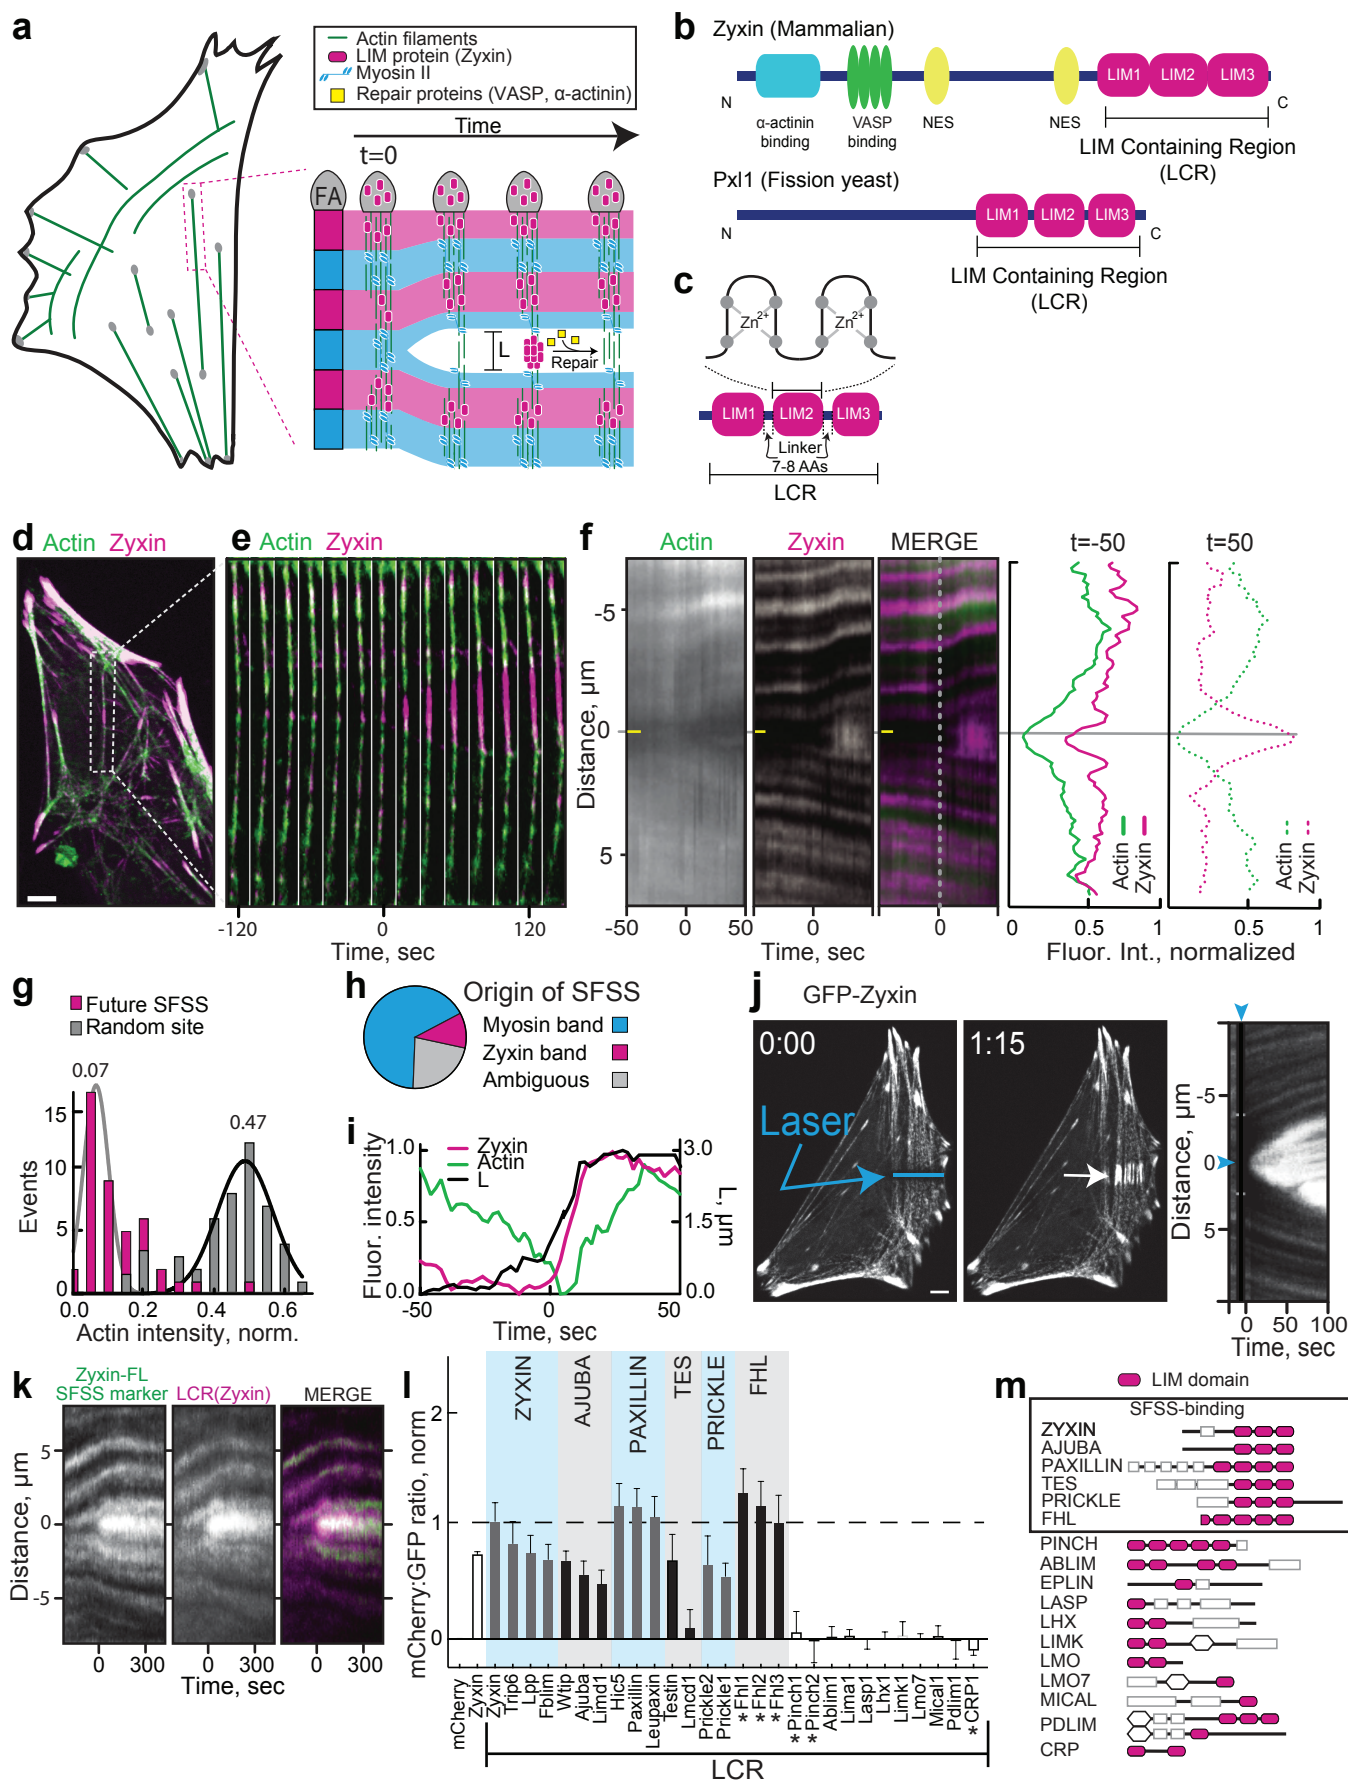 a
Actin filaments
LIM protein (Zyxin)
Myosin II
Repair proteins (VASP, α-actinin)
Time
t=0
FA
L
Repair
b
Zyxin (Mammalian)
LIM1 LIM2 LIM3
N
C
α-actinin
binding
VASP
binding
NES
NES
LIM Containing Region
(LCR)
Pxl1 (Fission yeast)
LIM1 LIM2 LIM3
N
C
LIM Containing Region
(LCR)
c
Zn2+ Zn2+
LIM1 LIM2 LIM3
Linker
7-8 AAs
LCR
d
Actin Zyxin
e
Actin Zyxin
-120 0 120
Time, sec
f
Actin Zyxin MERGE
t=-50 t=50
Distance, µm
-5
0
5
-50 0 50 0 0
Time, sec
Actin
Zyxin
Actin
Zyxin
0 0.5 1 0.5 1
Fluor. Int., normalized
g
Future SFSS
Random site
0.07
0.47
Events
15
10
5
0
0.0 0.2 0.4 0.6
Actin intensity, norm.
h
Origin of SFSS
Myosin band
Zyxin band
Ambiguous
i
Zyxin
Actin
L
Fluor. intensity
1.0
0.5
0.0
3.0
1.5
0.0
L, µm
-50 0 50
Time, sec
j
GFP-Zyxin
0:00
1:15
Laser
Distance, µm
-5
0
5
0 50 100
Time, sec
k
Zyxin-FL
SFSS marker
LCR(Zyxin)
MERGE
Distance, µm
5
0
-5
0 300 0 300 0 300
Time, sec
l
ZYXIN
AJUBA
PAXILLIN
TES
PRICKLE
FHL
mCherry:GFP ratio, norm
2
1
0
mCherry
Zyxin
Zyxin
Trip6
Lpp
Fblim
Wtip
Ajuba
Limd1
Hic5
Paxillin
Leupaxin
Testin
Lmcd1
Prickle2
Prickle1
* Fhl1
* Fhl2
* Fhl3
* Pinch1
* Pinch2
Ablim1
Lima1
Lasp1
Lhx1
Limk1
Lmo7
Mical1
Pdlim1
* CRP1
LCR
m
LIM domain
SFSS-binding
ZYXIN
AJUBA
PAXILLIN
TES
PRICKLE
FHL
PINCH
ABLIM
EPLIN
LASP
LHX
LIMK
LMO
LMO7
MICAL
PDLIM
CRP